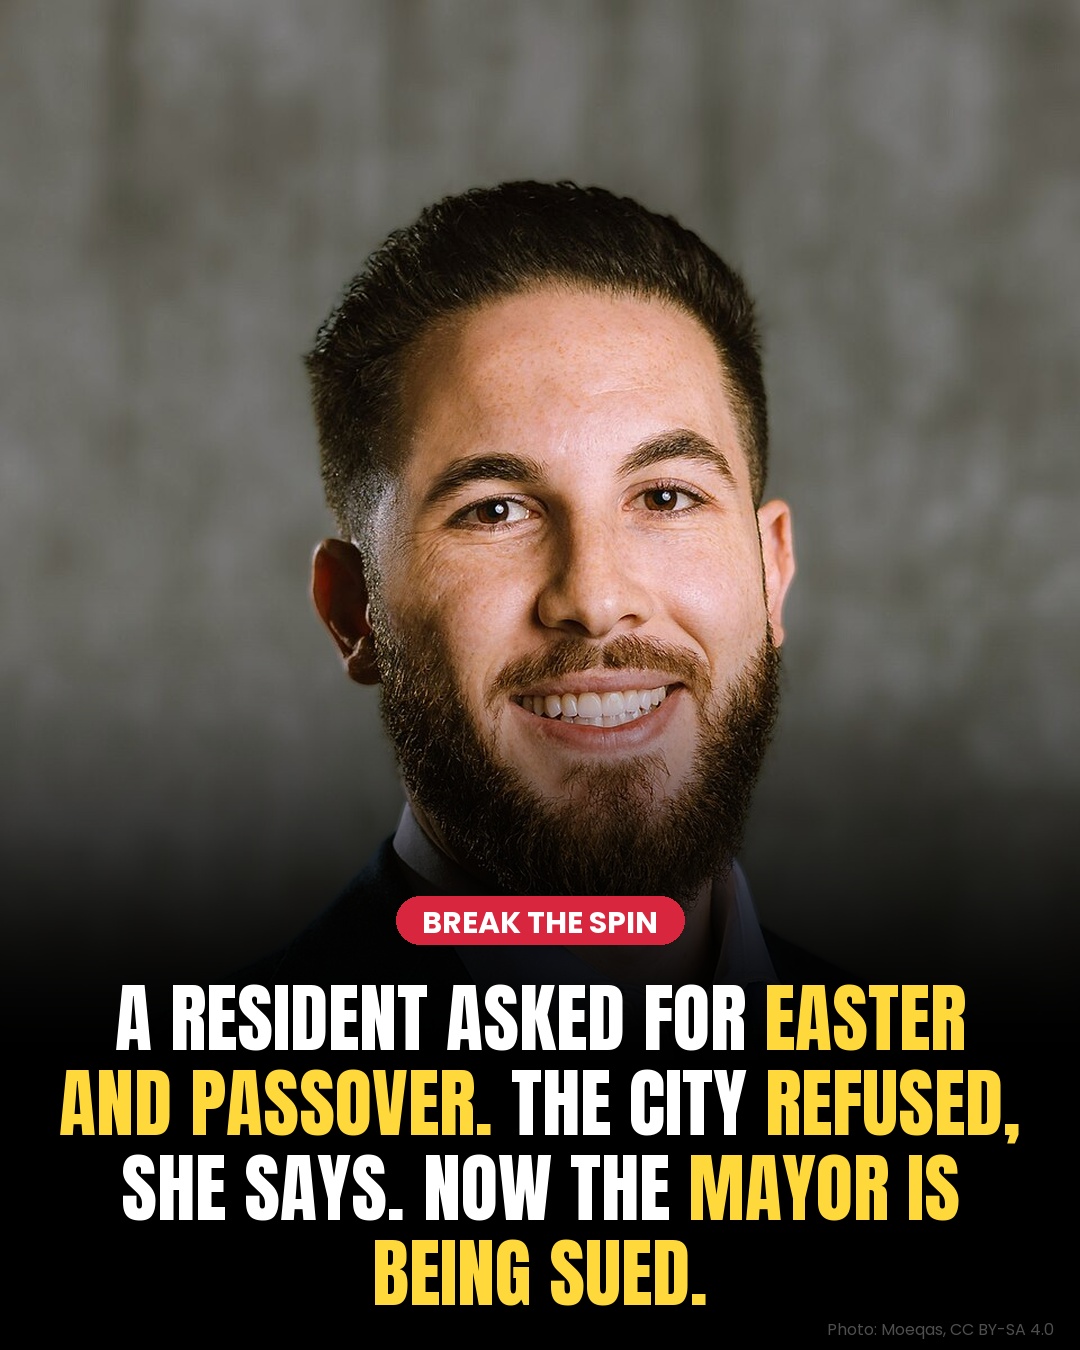 BREAK THE SPIN
A RESIDENT ASKED FOR EASTER
AND PASSOVER. THE CITY REFUSED,
SHE SAYS. NOW THE MAYOR IS
BEING SUED.
Photo: Moeqas, CC BY-SA 4.0